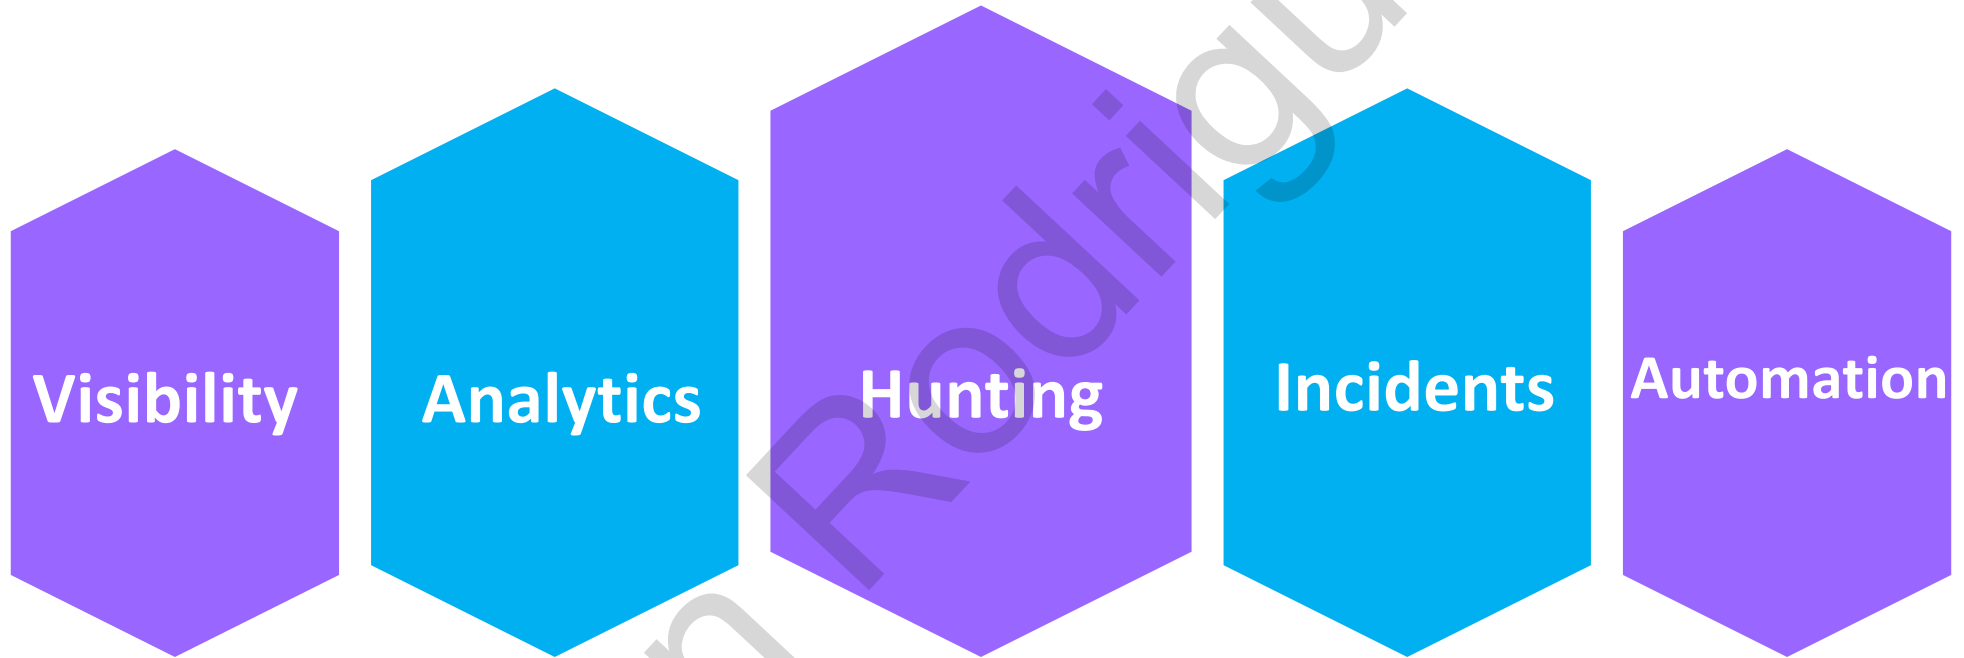 Visibility
Analytics
Hunting
Incidents
Automation